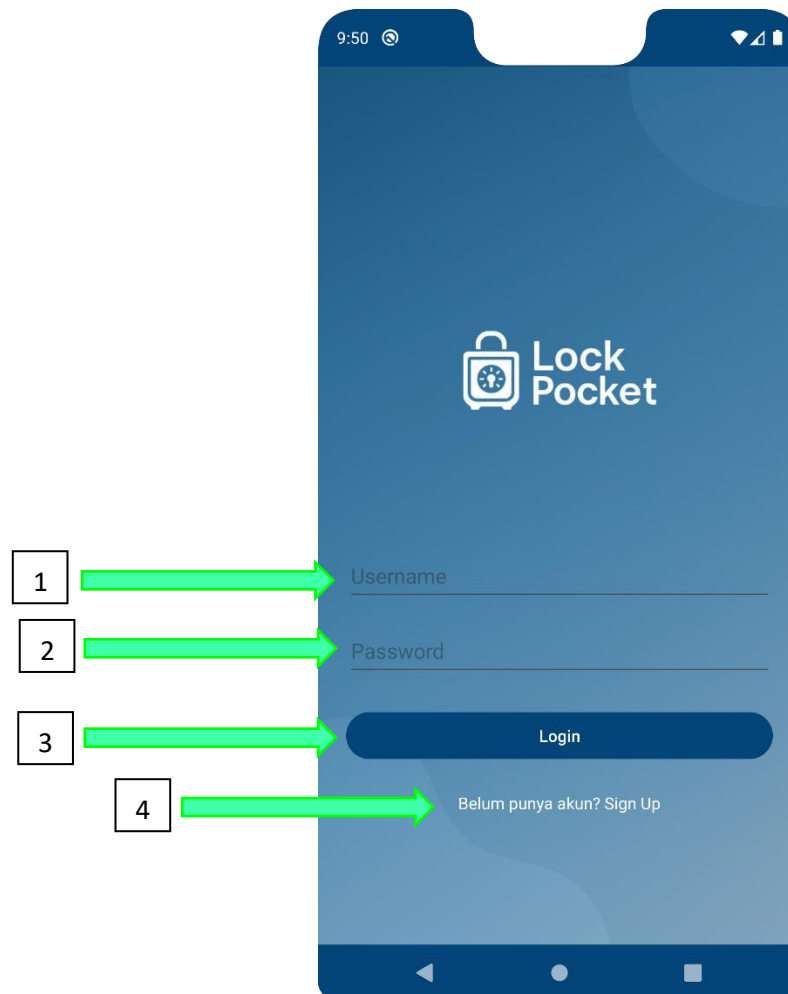 9:50
Lock
Pocket
1
Username
2
Password
3
Login
4
Belum punya akun? Sign Up